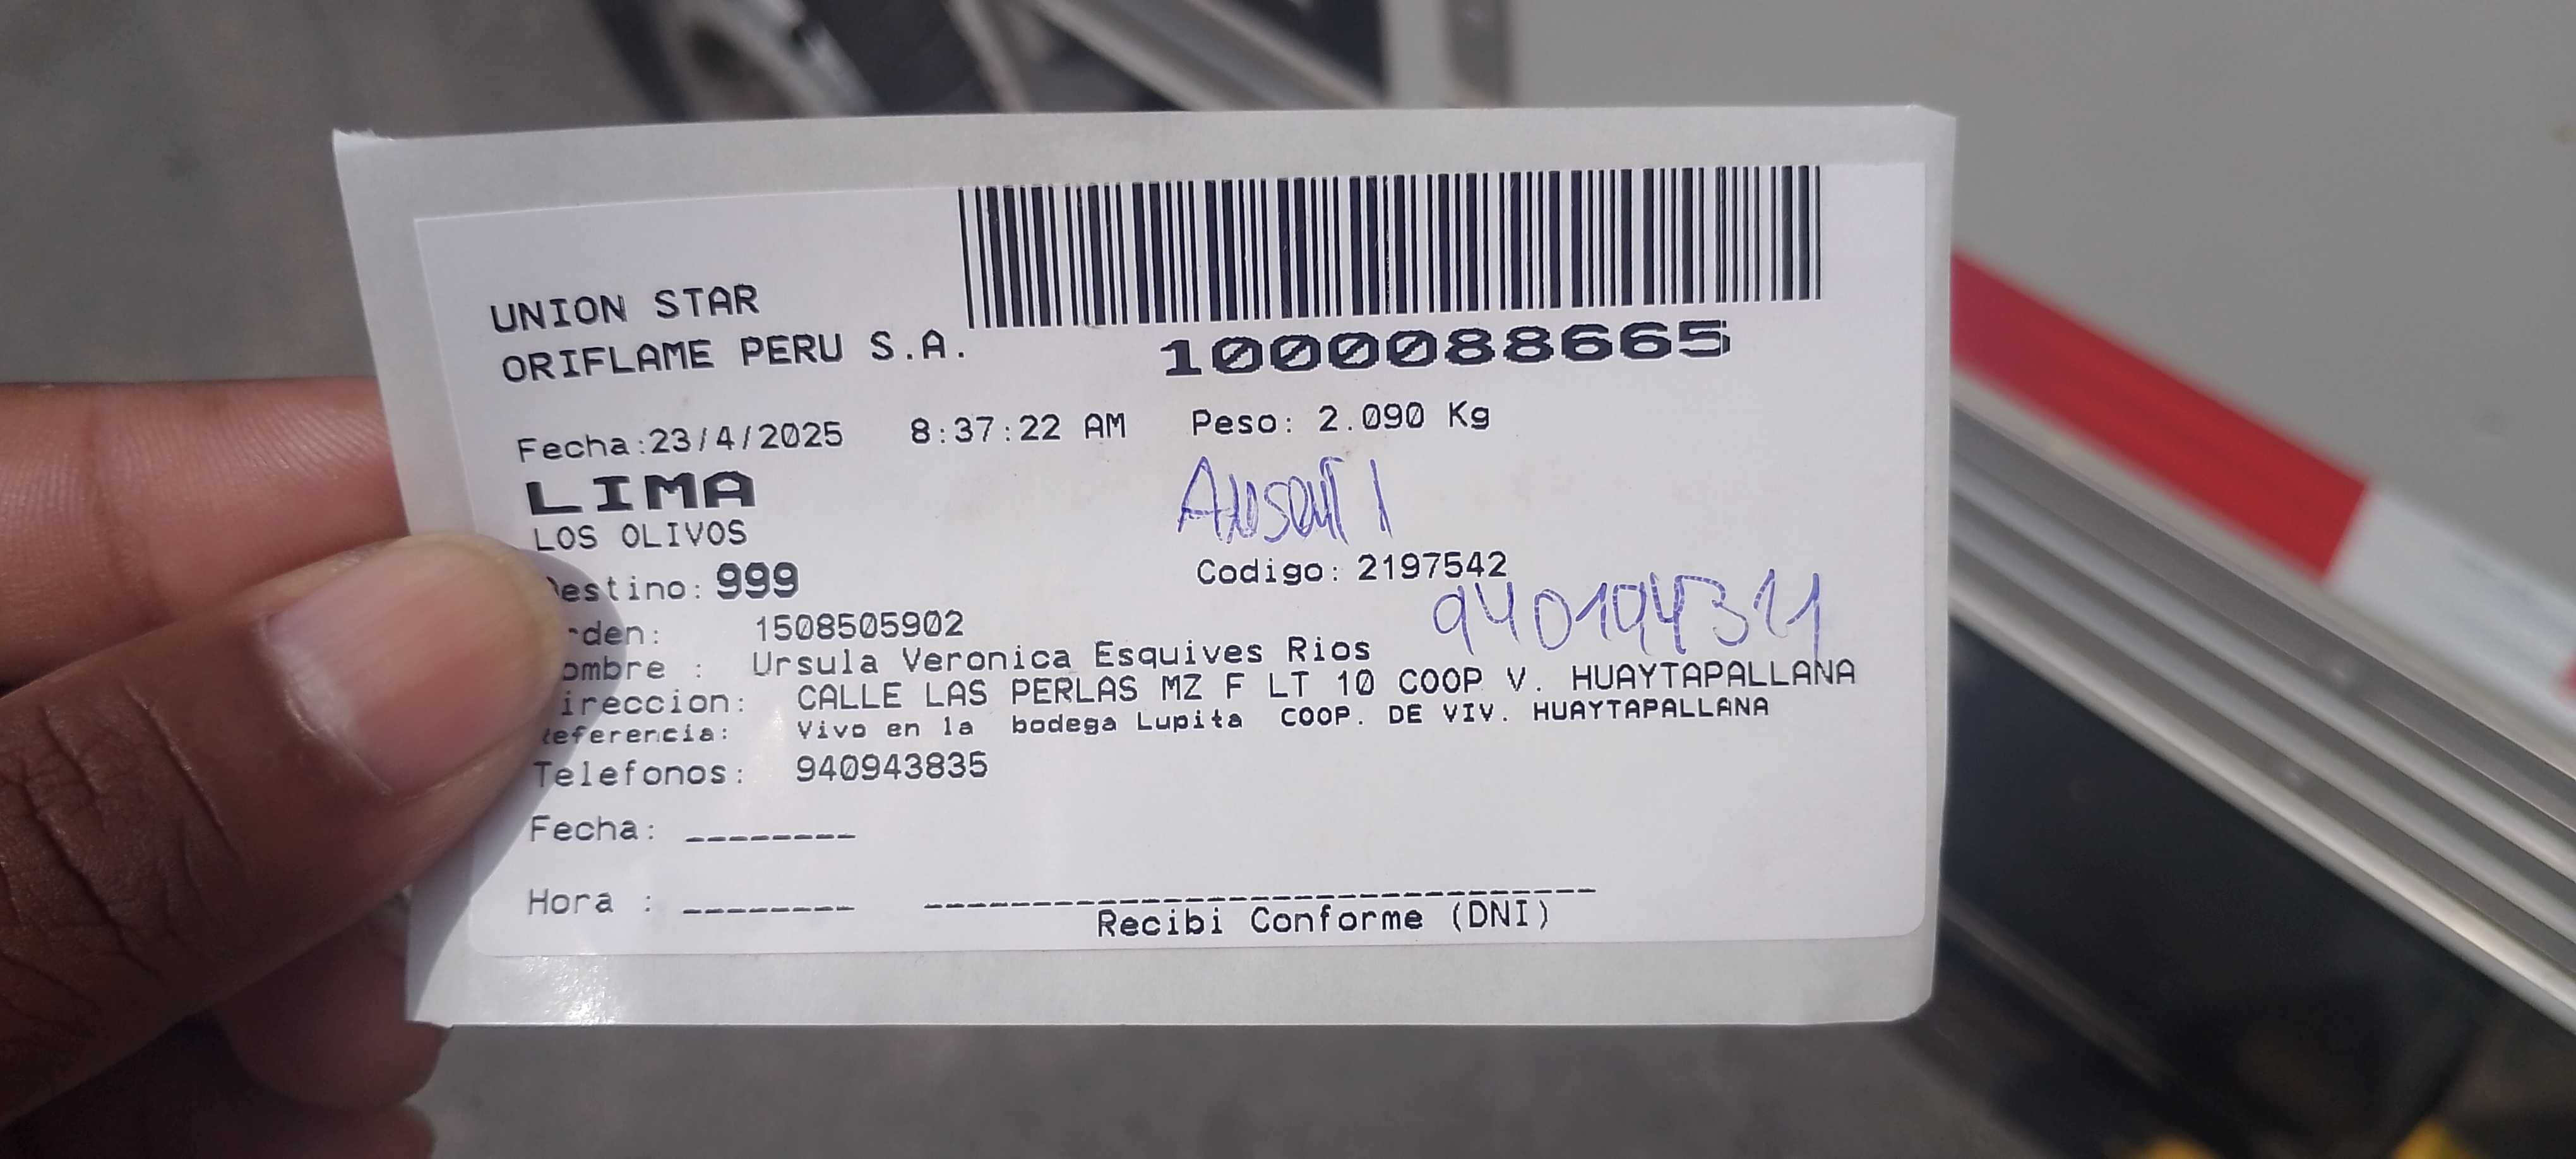 UNION STAR
ORIFLAME PERU S.A.
1000088665
Fecha:23/4/2025 8:37:22 AM Peso: 2.090 Kg
LIMA
LOS OLIVOS
estino: 999 Codigo: 2197542
rden: 1508505902
ombre : Ursula Veronica Esquives Rios
ireccion: CALLE LAS PERLAS MZ F LT 10 COOP V. HUAYTAPALLANA
eferencia: Vivo en la bodega Lupita COOP. DE VIV. HUAYTAPALLANA
Telefonos: 940943835
Fecha: ________
Hora : ________
Recibi Conforme (DNI)